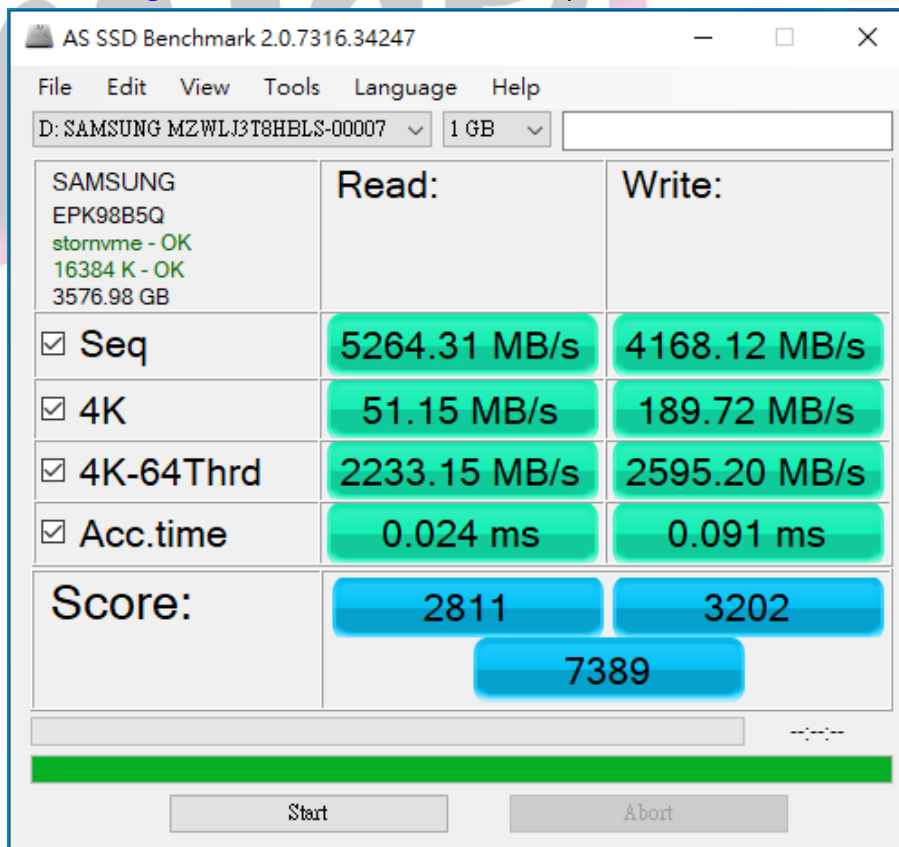 AS SSD Benchmark 2.0.7316.34247
File Edit View Tools Language Help
D: SAMSUNG MZWLJ3T8HBLS-00007 1 GB
SAMSUNG
EPK98B5Q
stornvme - OK
16384 K - OK
3576.98 GB
Read: Write:
Seq 5264.31 MB/s 4168.12 MB/s
4K 51.15 MB/s 189.72 MB/s
4K-64Thrd 2233.15 MB/s 2595.20 MB/s
Acc.time 0.024 ms 0.091 ms
Score: 2811 3202
7389
--:--:--
Start Abort